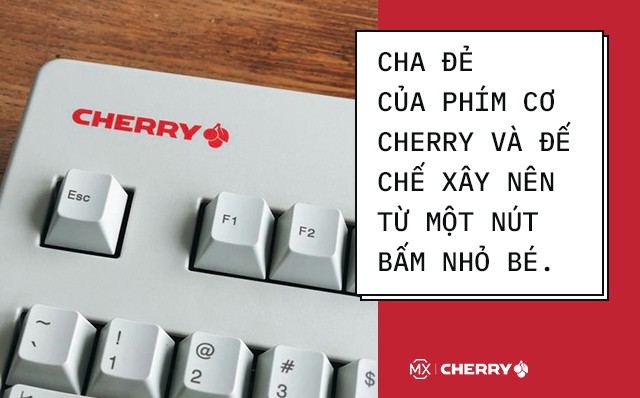 CHERRY
Esc
F1
F2
~
`
!
1
@
2
#
3
$
CHA ĐẺ
CỦA PHÍM CƠ
CHERRY VÀ ĐẾ
CHẾ XÂY NÊN
TỪ MỘT NÚT
BẤM NHỎ BÉ.
MX | CHERRY